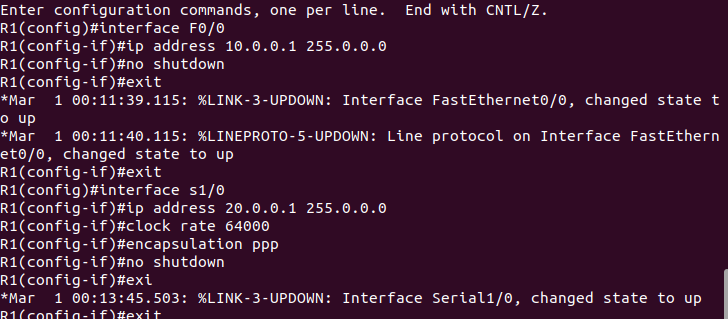 Enter configuration commands, one per line.  End with CNTL/Z.
R1(config)#interface F0/0
R1(config-if)#ip address 10.0.0.1 255.0.0.0
R1(config-if)#no shutdown
R1(config-if)#exit
*Mar  1 00:11:39.115: %LINK-3-UPDOWN: Interface FastEthernet0/0, changed state t
o up
*Mar  1 00:11:40.115: %LINEPROTO-5-UPDOWN: Line protocol on Interface FastEthern
et0/0, changed state to up
R1(config-if)#exit
R1(config)#interface s1/0
R1(config-if)#ip address 20.0.0.1 255.0.0.0
R1(config-if)#clock rate 64000
R1(config-if)#encapsulation ppp
R1(config-if)#no shutdown
R1(config-if)#exi
*Mar  1 00:13:45.503: %LINK-3-UPDOWN: Interface Serial1/0, changed state to up
R1(config-if)#exit